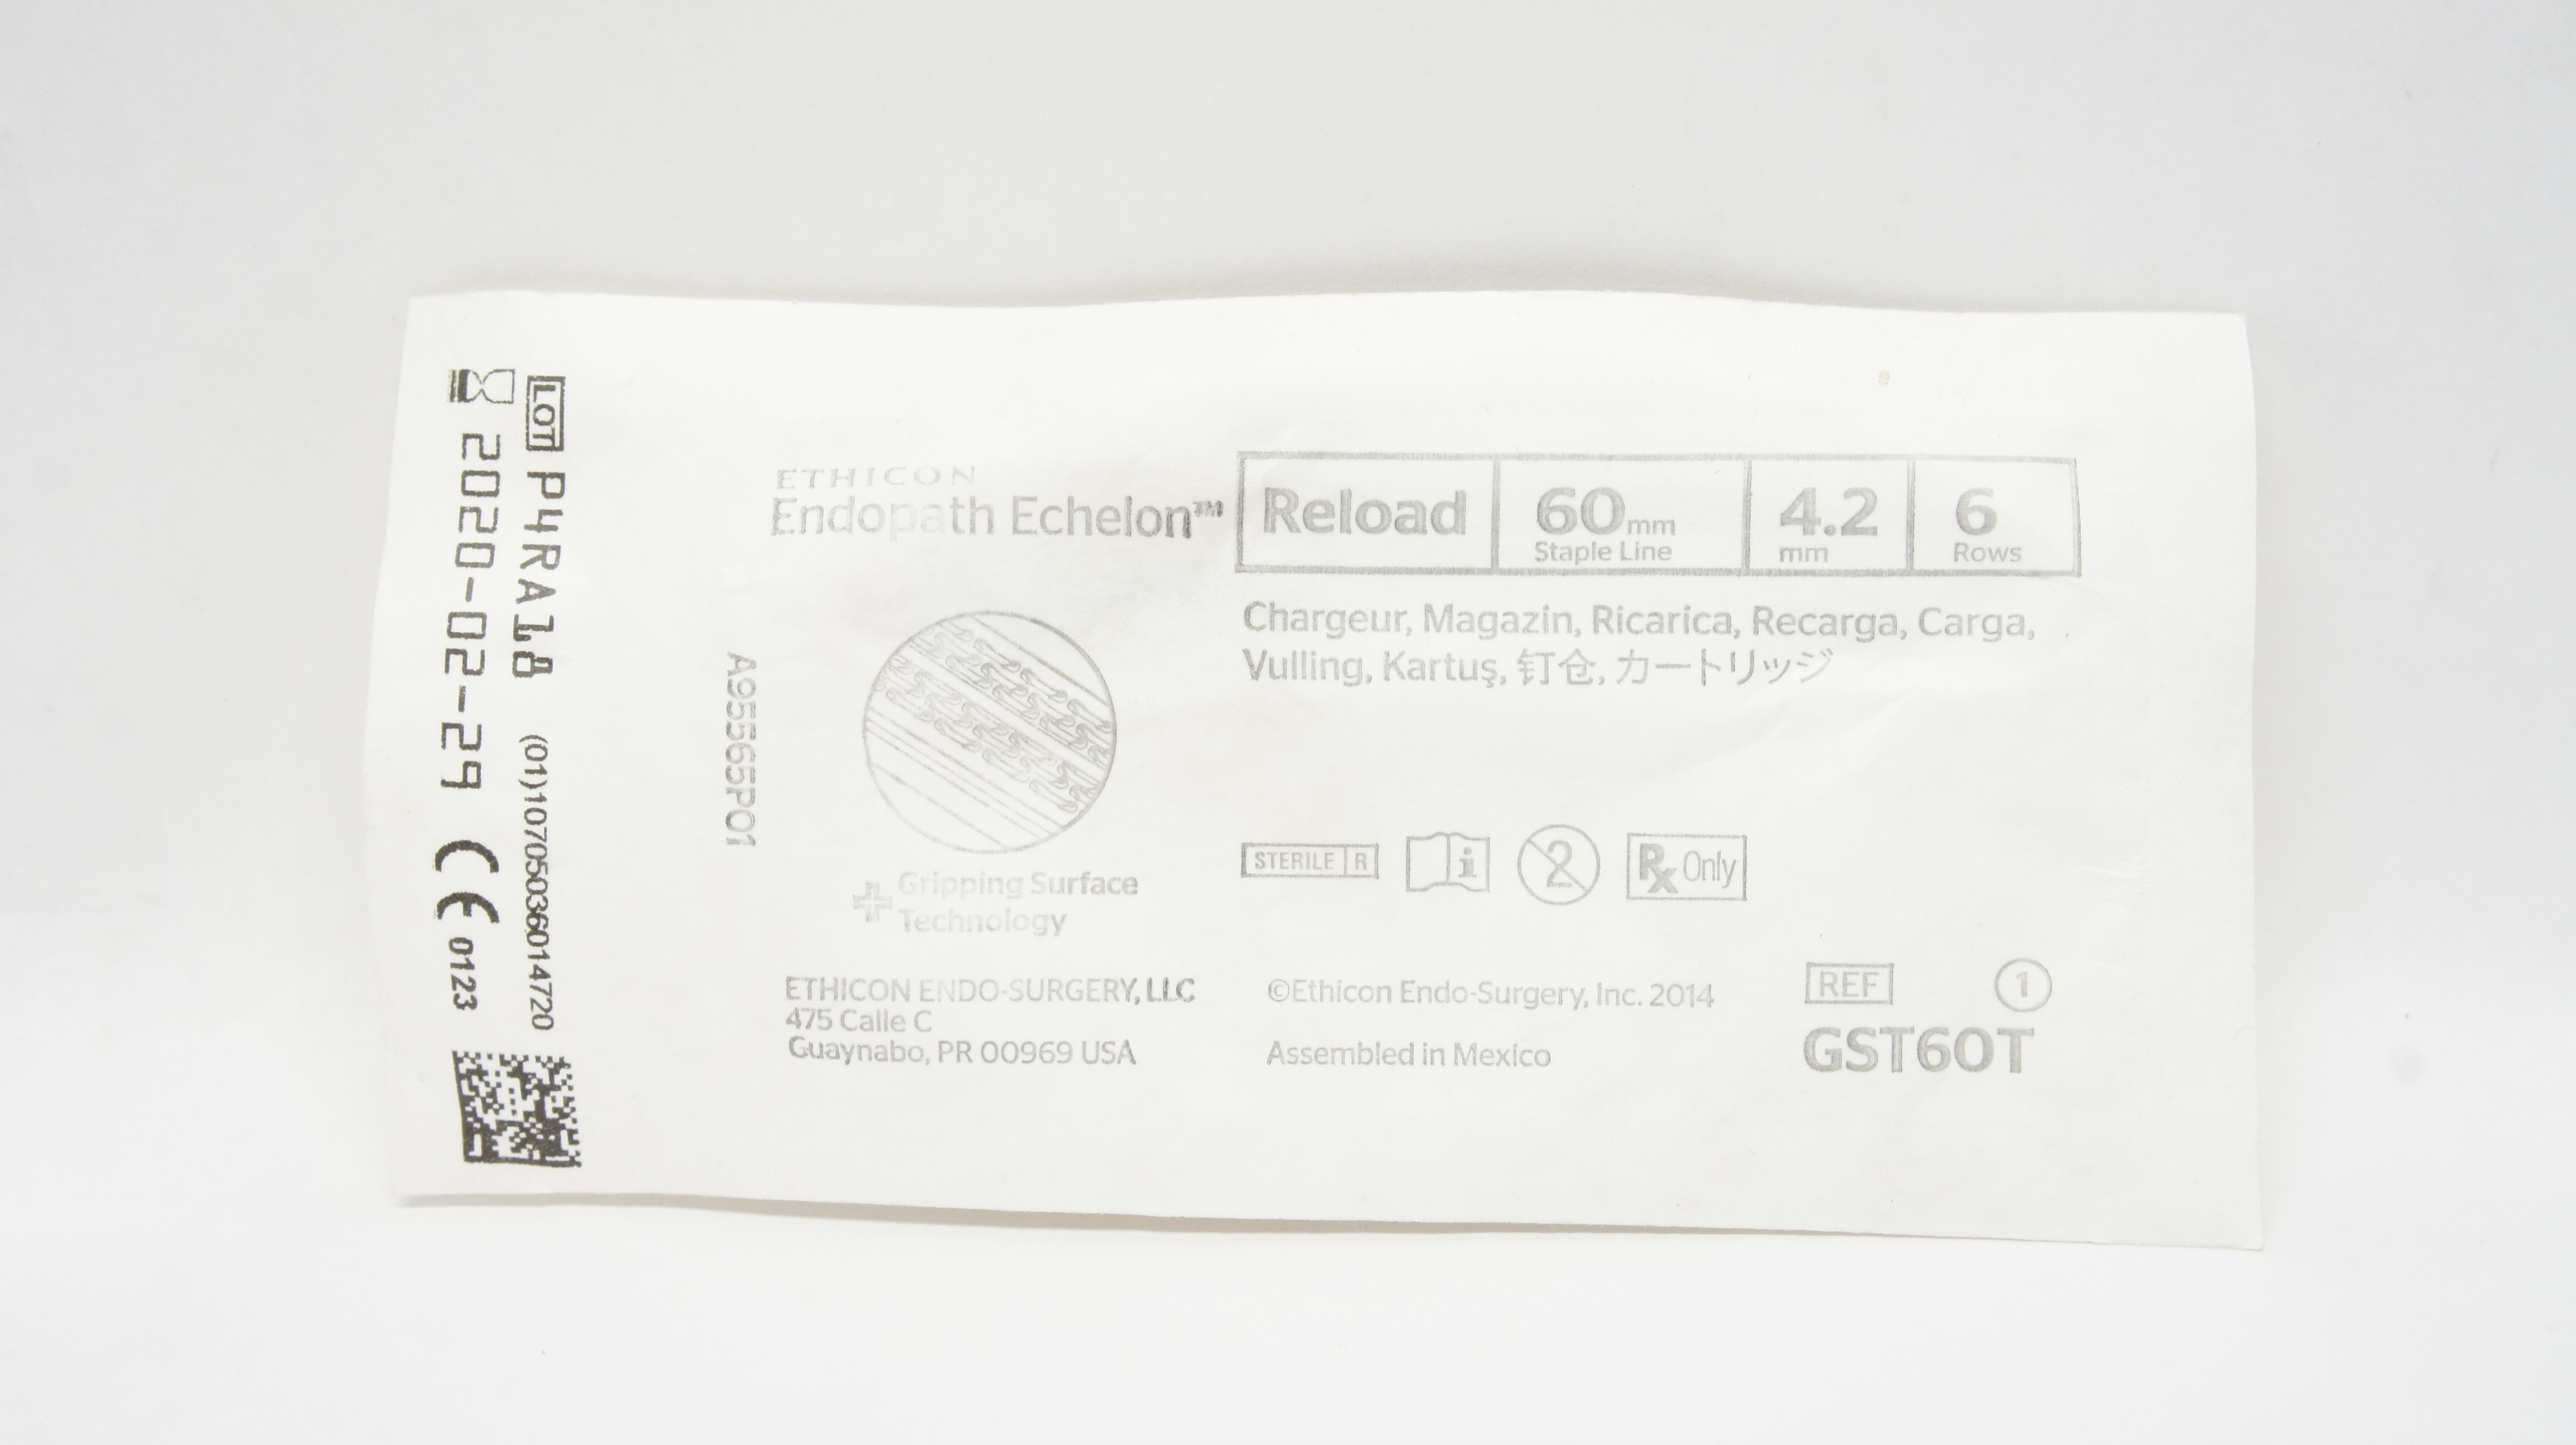 LOT P4RA18 (01)10705036014720
2020-02-29 CE 0123
A95565P01
ETHICON
Endopath Echelon™
Reload
60mm
Staple Line
4.2
mm
6
Rows
Chargeur, Magazin, Ricarica, Recarga, Carga,
Vulling, Kartuş, 钉仓, カートリッジ
Gripping Surface
Technology
STERILE R
i
2
Rx Only
ETHICON ENDO-SURGERY, LLC
475 Calle C
Guaynabo, PR 00969 USA
©Ethicon Endo-Surgery, Inc. 2014
Assembled in Mexico
REF
1
GST60T